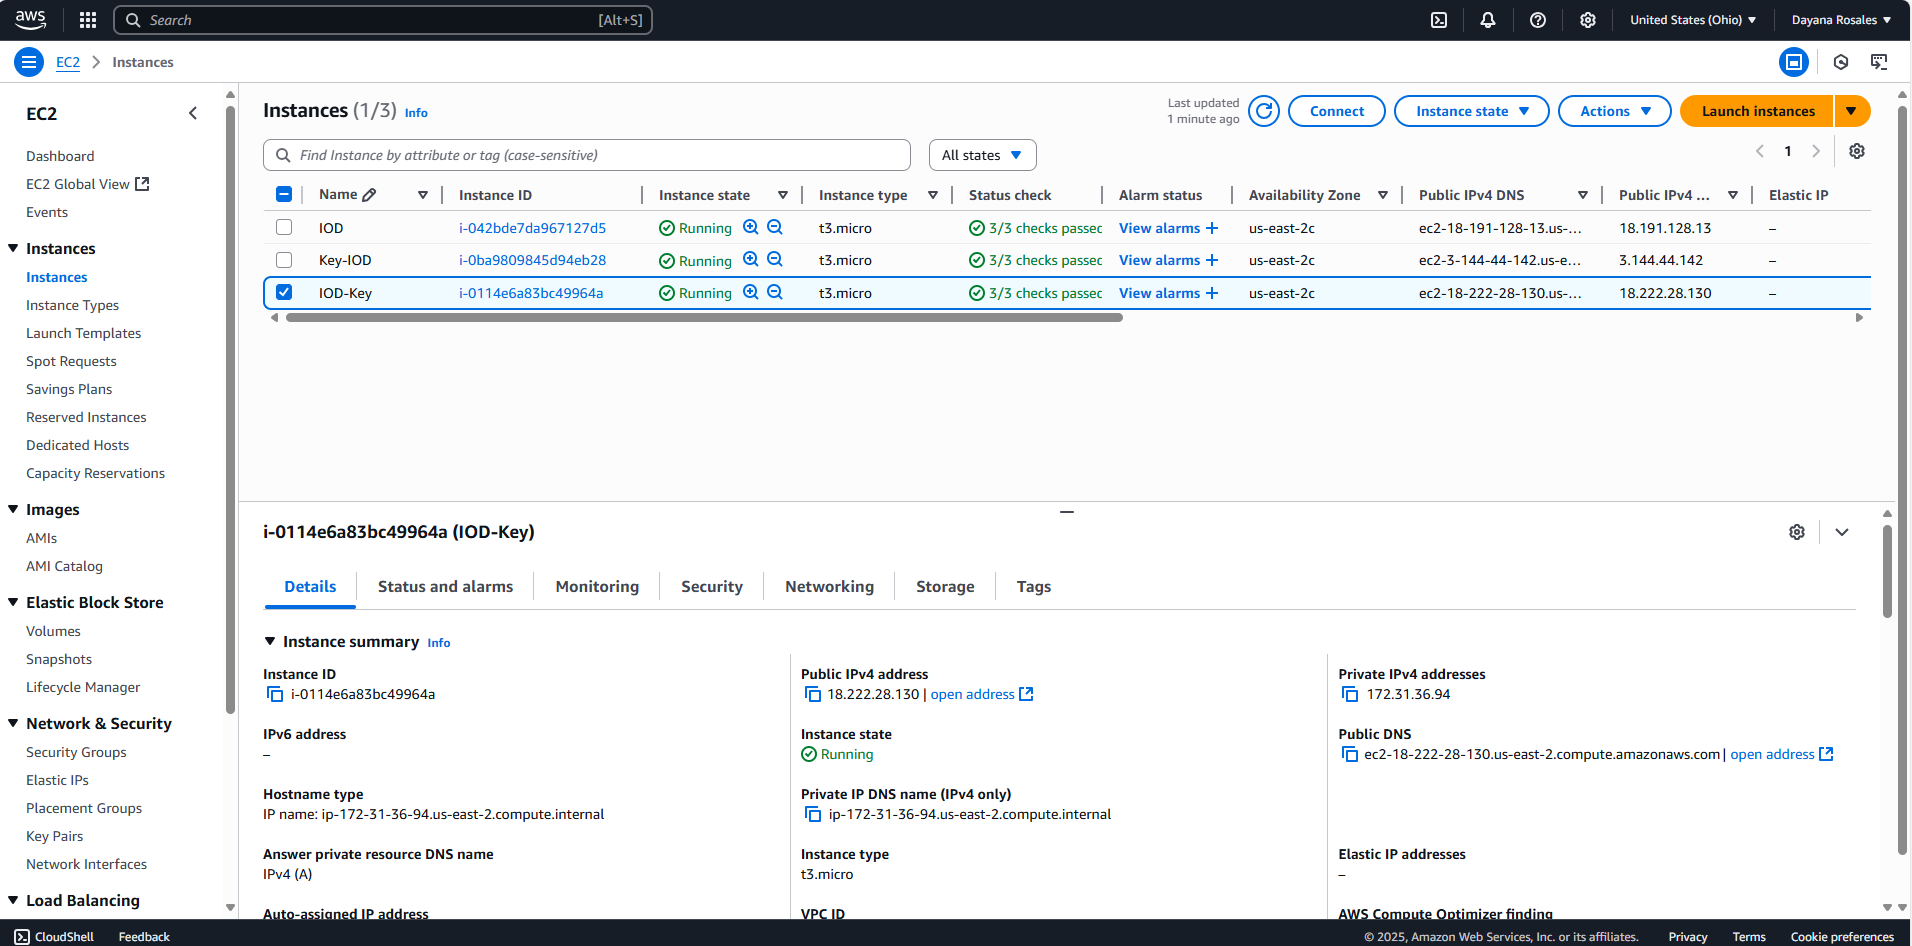 aws Search [Alt+S] United States (Ohio) Dayana Rosales
EC2 Instances
EC2
Dashboard
EC2 Global View
Events
Instances
Instances
Instance Types
Launch Templates
Spot Requests
Savings Plans
Reserved Instances
Dedicated Hosts
Capacity Reservations
Images
AMIs
AMI Catalog
Elastic Block Store
Volumes
Snapshots
Lifecycle Manager
Network & Security
Security Groups
Elastic IPs
Placement Groups
Key Pairs
Network Interfaces
Load Balancing
Instances (1/3) Info
Last updated
1 minute ago
Connect Instance state Actions Launch instances
Find Instance by attribute or tag (case-sensitive) All states 1
Name Instance ID Instance state Instance type Status check Alarm status Availability Zone Public IPv4 DNS Public IPv4 ... Elastic IP
IOD i-042bde7da967127d5 Running t3.micro 3/3 checks passec View alarms + us-east-2c ec2-18-191-128-13.us-... 18.191.128.13 –
Key-IOD i-0ba9809845d94eb28 Running t3.micro 3/3 checks passec View alarms + us-east-2c ec2-3-144-44-142.us-e... 3.144.44.142 –
IOD-Key i-0114e6a83bc49964a Running t3.micro 3/3 checks passec View alarms + us-east-2c ec2-18-222-28-130.us-... 18.222.28.130 –
i-0114e6a83bc49964a (IOD-Key)
Details Status and alarms Monitoring Security Networking Storage Tags
Instance summary Info
Instance ID
i-0114e6a83bc49964a
Public IPv4 address
18.222.28.130 | open address
Private IPv4 addresses
172.31.36.94
IPv6 address
–
Instance state
Running
Public DNS
ec2-18-222-28-130.us-east-2.compute.amazonaws.com | open address
Hostname type
IP name: ip-172-31-36-94.us-east-2.compute.internal
Private IP DNS name (IPv4 only)
ip-172-31-36-94.us-east-2.compute.internal
Answer private resource DNS name
IPv4 (A)
Instance type
t3.micro
Elastic IP addresses
–
Auto-assigned IP address
VPC ID
AWS Compute Optimizer finding
CloudShell Feedback © 2025, Amazon Web Services, Inc. or its affiliates. Privacy Terms Cookie preferences